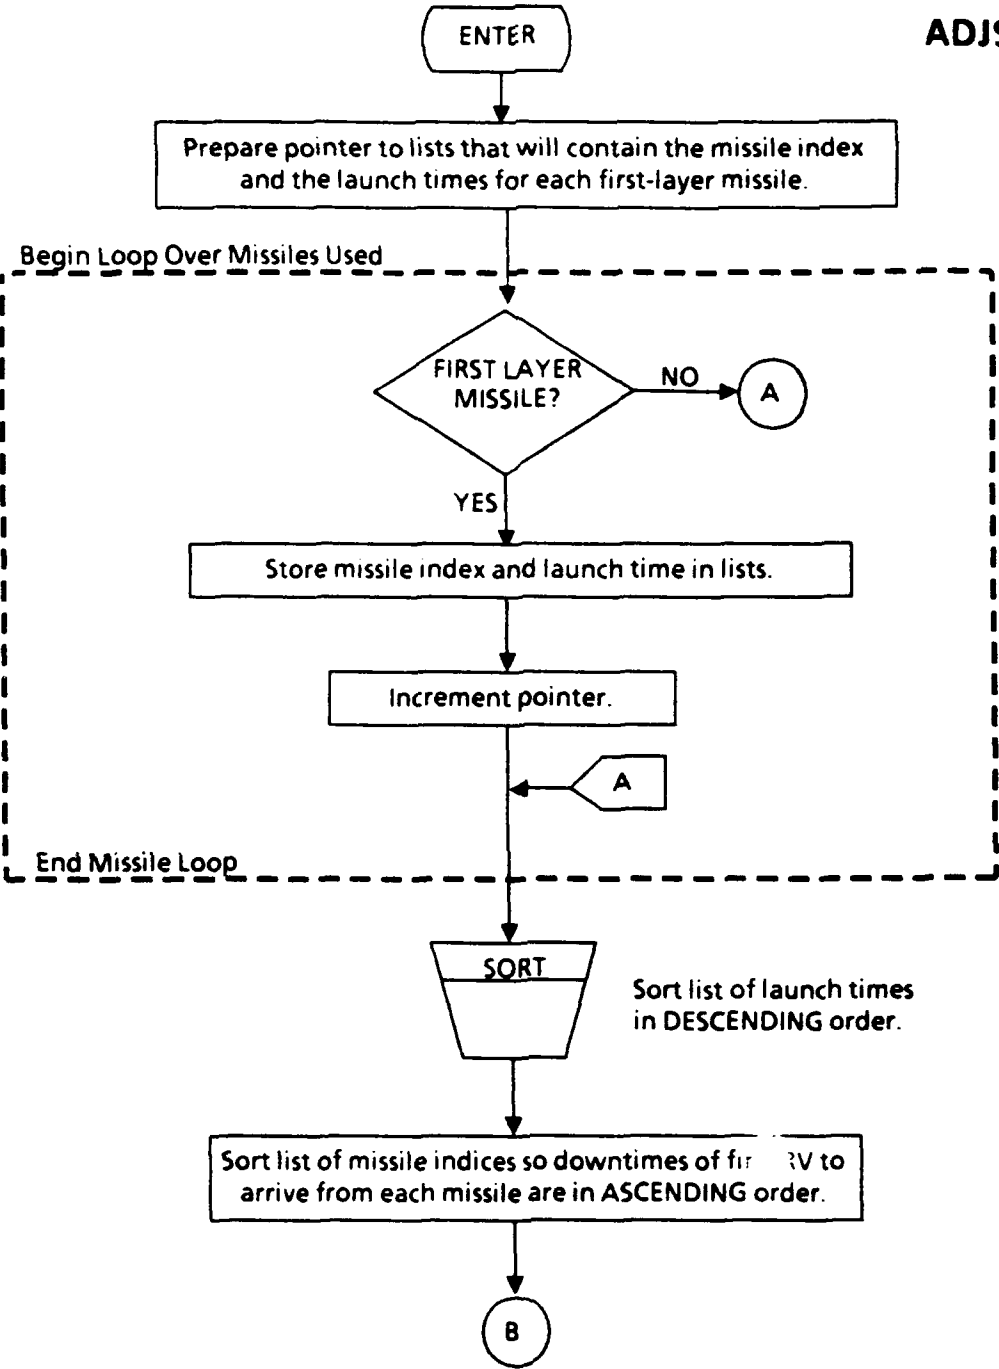 ENTER
Prepare pointer to lists that will contain the missile index
and the launch times for each first-layer missile.
Begin Loop Over Missiles Used
FIRST LAYER
MISSILE?
NO
A
YES
Store missile index and launch time in lists.
Increment pointer.
A
End Missile Loop
SORT
Sort list of launch times
in DESCENDING order.
Sort list of missile indices so downtimes of to
arrive from each missile are in ASCENDING order.
B